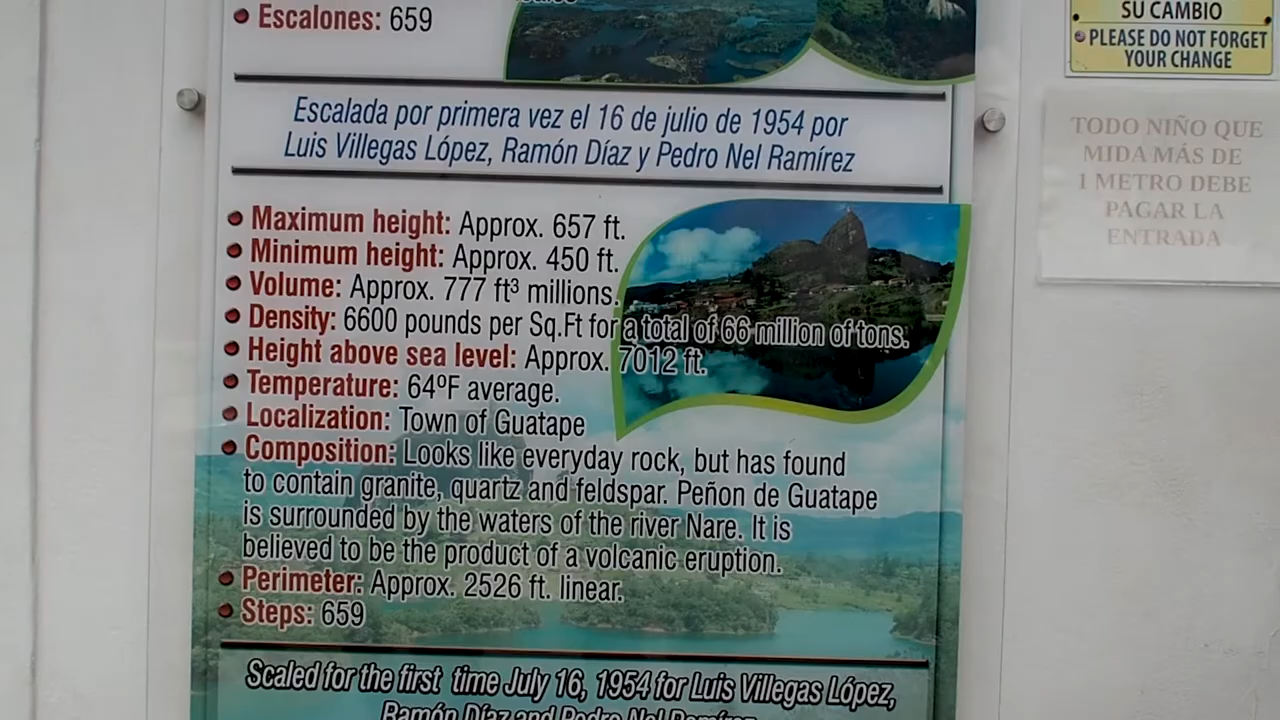 Escalones: 659
Escalada por primera vez el 16 de julio de 1954 por
Luis Villegas López, Ramón Díaz y Pedro Nel Ramírez
Maximum height: Approx. 657 ft.
Minimum height: Approx. 450 ft.
Volume: Approx. 777 ft³ millions.
Density: 6600 pounds per Sq.Ft for a total of 66 million of tons.
Height above sea level: Approx. 7012 ft.
Temperature: 64ºF average.
Localization: Town of Guatape
Composition: Looks like everyday rock, but has found
to contain granite, quartz and feldspar. Peñon de Guatape
is surrounded by the waters of the river Nare. It is
believed to be the product of a volcanic eruption.
Perimeter: Approx. 2526 ft. linear.
Steps: 659
Scaled for the first time July 16, 1954 for Luis Villegas López,
Ramón Díaz and Pedro Nel Ramírez
SU CAMBIO
PLEASE DO NOT FORGET
YOUR CHANGE
TODO NIÑO QUE
MIDA MÁS DE
1 METRO DEBE
PAGAR LA
ENTRADA